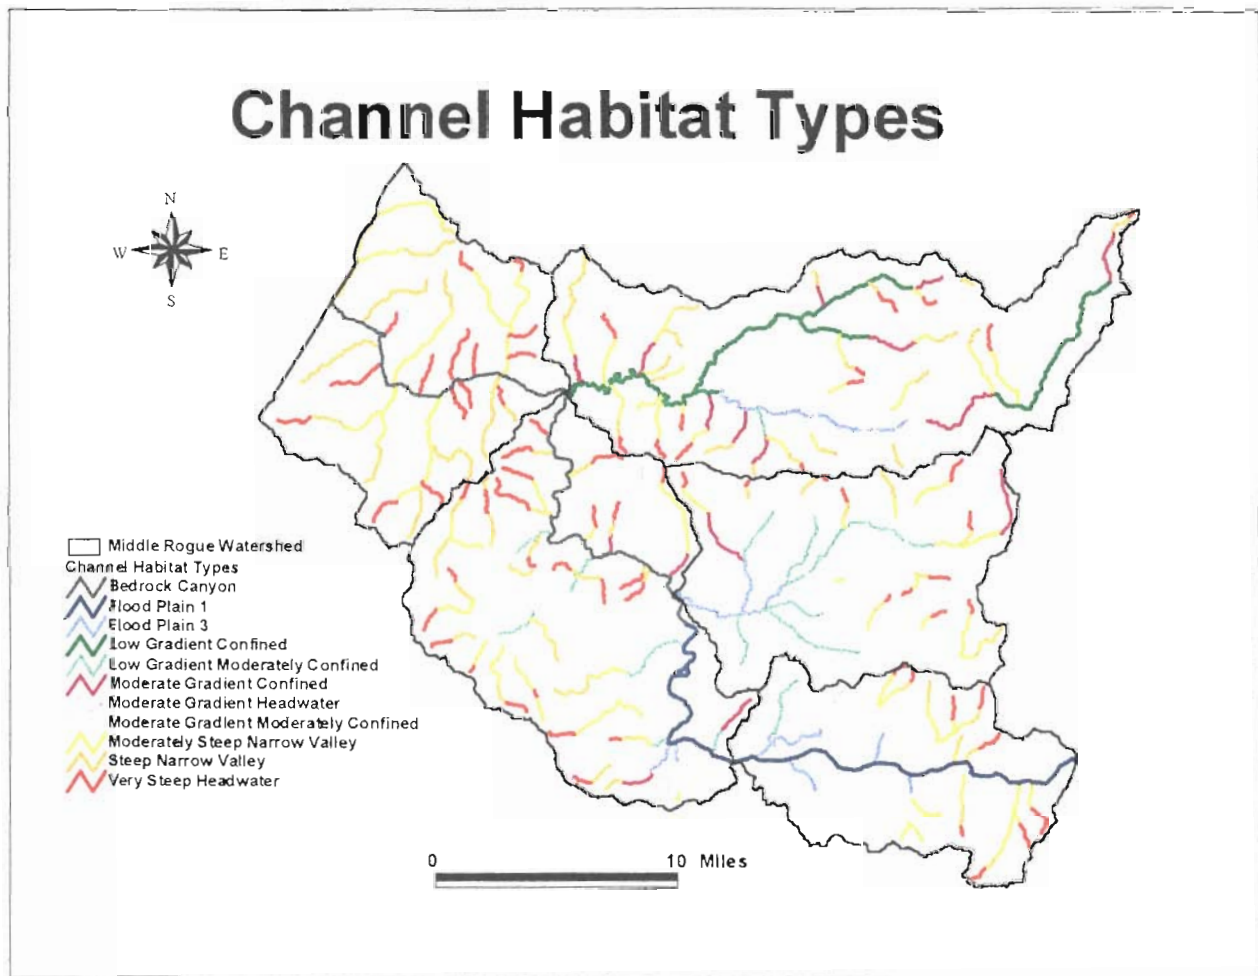 Channel Habitat Types
N
W E
S
Middle Rogue Watershed
Channel Habitat Types
Bedrock Canyon
Flood Plain 1
Flood Plain 3
Low Gradient Confined
Low Gradient Moderately Confined
Moderate Gradient Confined
Moderate Gradient Headwater
Moderate Gradient Moderately Confined
Moderately Steep Narrow Valley
Steep Narrow Valley
Very Steep Headwater
0 10 Miles